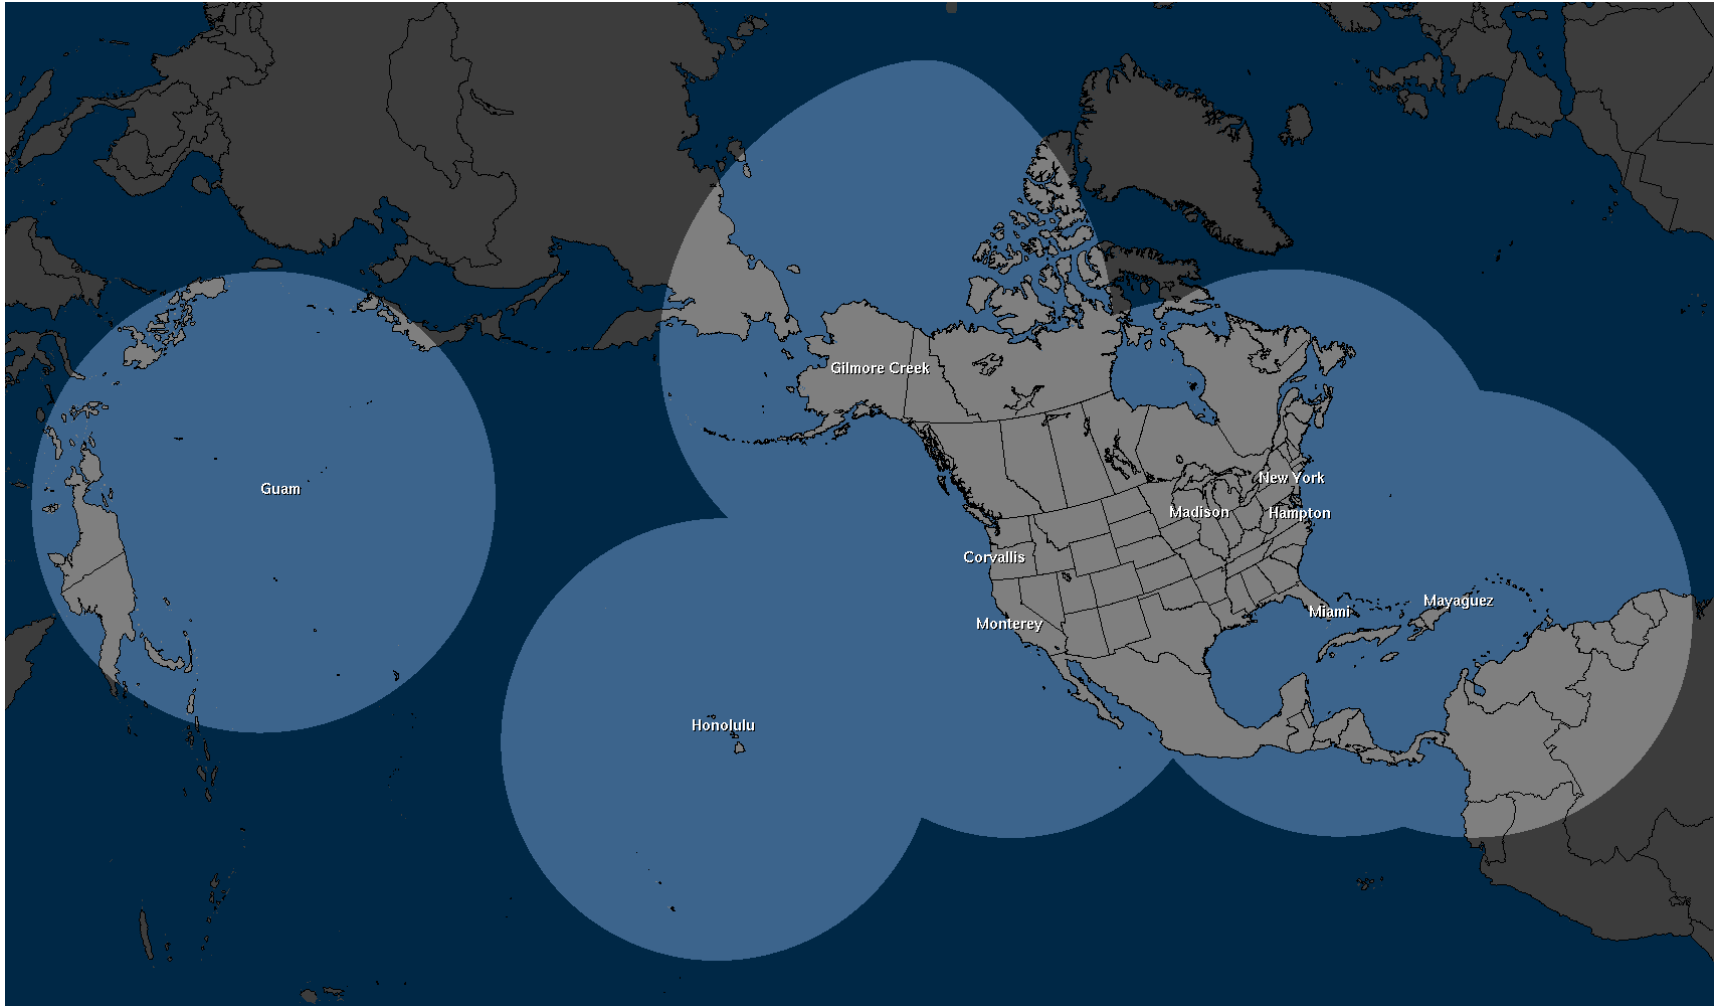 Gilmore Creek
New York
Guam
Madison
Hampton
Corvallis
Mayaguez
Miami
Monterey
Honolulu